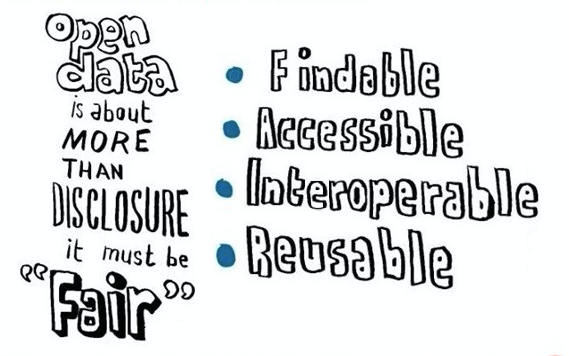 open
data
is about
MORE
THAN
DISCLOSURE
it must be
"Fair"
• Findable
• Accessible
• Interoperable
• Reusable